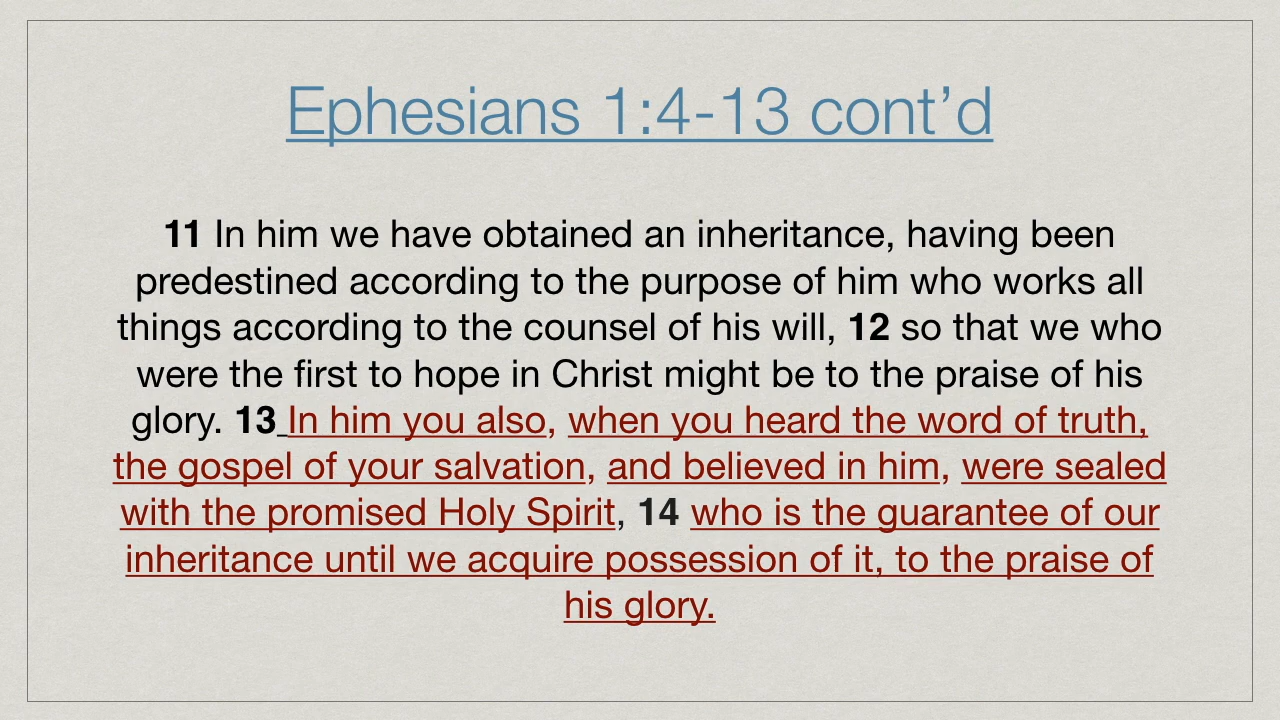 Ephesians 1:4-13 cont’d
11 In him we have obtained an inheritance, having been
predestined according to the purpose of him who works all
things according to the counsel of his will, 12 so that we who
were the first to hope in Christ might be to the praise of his
glory. 13 In him you also, when you heard the word of truth,
the gospel of your salvation, and believed in him, were sealed
with the promised Holy Spirit, 14 who is the guarantee of our
inheritance until we acquire possession of it, to the praise of
his glory.